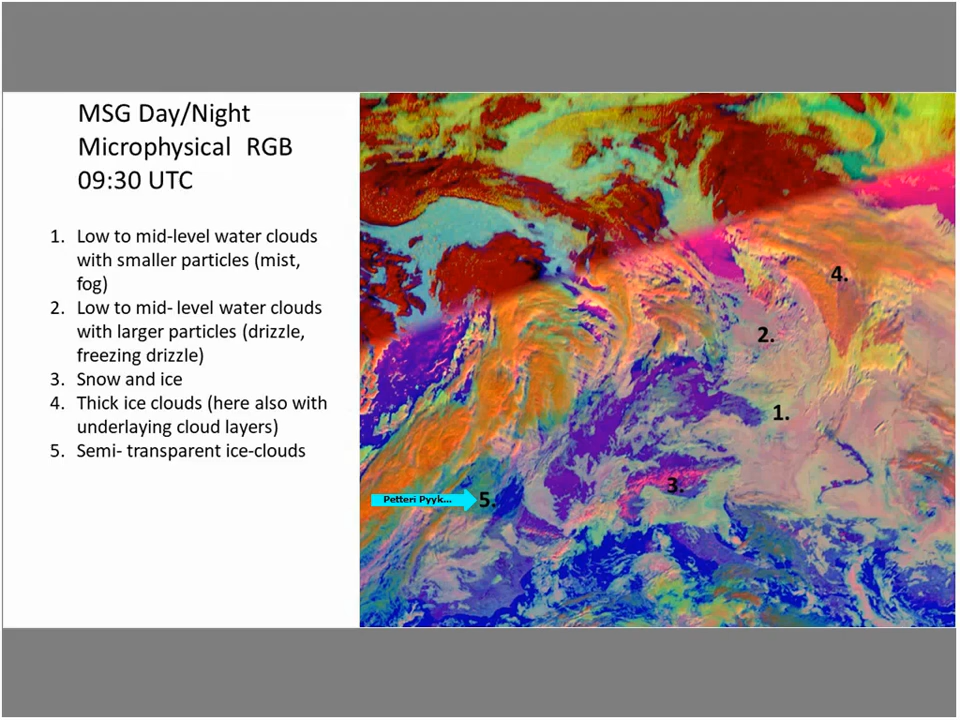 MSG Day/Night
Microphysical RGB
09:30 UTC
1. Low to mid-level water clouds
with smaller particles (mist,
fog)
2. Low to mid- level water clouds
with larger particles (drizzle,
freezing drizzle)
3. Snow and ice
4. Thick ice clouds (here also with
underlaying cloud layers)
5. Semi- transparent ice-clouds
4.
2.
1.
3.
Petteri Pyyk...
5.